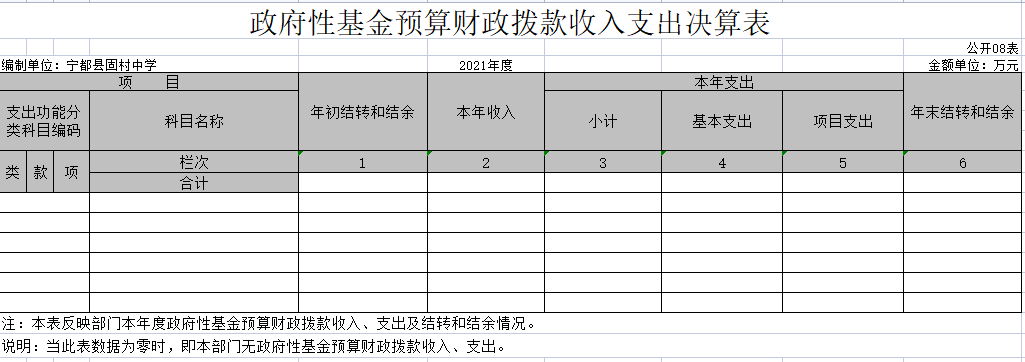 政府性基金预算财政拨款收入支出决算表
公开08表
编制单位：宁都县固村中学 2021年度 金额单位：万元
项 目 年初结转和结余 本年收入 本年支出 年末结转和结余
支出功能分类科目编码 科目名称 小计 基本支出 项目支出
类 款 项 栏次 1 2 3 4 5 6
合计
注：本表反映部门本年度政府性基金预算财政拨款收入、支出及结转和结余情况。
说明：当此表数据为零时，即本部门无政府性基金预算财政拨款收入、支出。